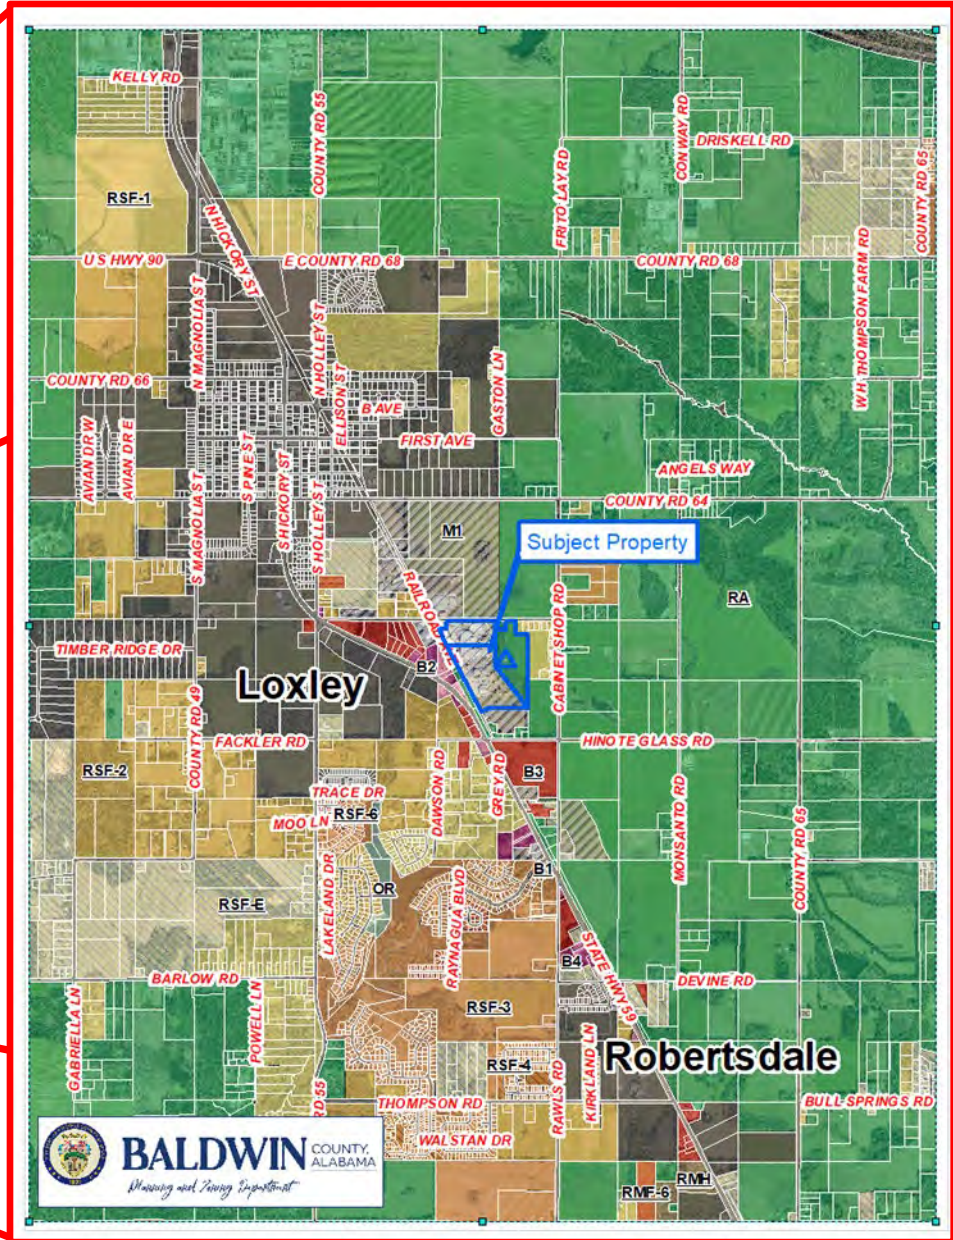 KELLY RD
COUNTY RD 55
CONWAY RD
DRISKELL RD
FRITO LAY RD
COUNTY RD 65
RSF-1
N HICKORY ST
W.H. THOMPSON FARM RD
U S HWY 90
E COUNTY RD 68
COUNTY RD 68
N MAGNOLIA ST
N HOLLEY ST
ELLISON ST
GASTON LN
COUNTY RD 66
B AVE
FIRST AVE
AVIAN DR W
AVIAN DR E
S PINE ST
S HICKORY ST
ANGELS WAY
COUNTY RD 64
S MAGNOLIA ST
S HOLLEY ST
M1
Subject Property
RAILROAD
CABINET SHOP RD
RA
TIMBER RIDGE DR
B2
Loxley
COUNTY RD 49
FACKLER RD
HINOTE GLASS RD
RSF-2
DAWSON RD
GREY RD
B3
TRACE DR
RSF-6
MOO LN
MONSANTO RD
COUNTY RD 65
LAKELAND DR
OR
B1
RSF-E
RAYNAGUA BLVD
STATE HWY 59
B4
BARLOW RD
DEVINE RD
GABRIELLA LN
POWELL LN
RSF-3
KIRKLAND LN
Robertsdale
RSF-4
RAWLS RD
RD 55
THOMPSON RD
BULL SPRINGS RD
WALSTAN DR
BALDWIN COUNTY,
ALABAMA
Planning and Zoning Department
RMF-6
RMH